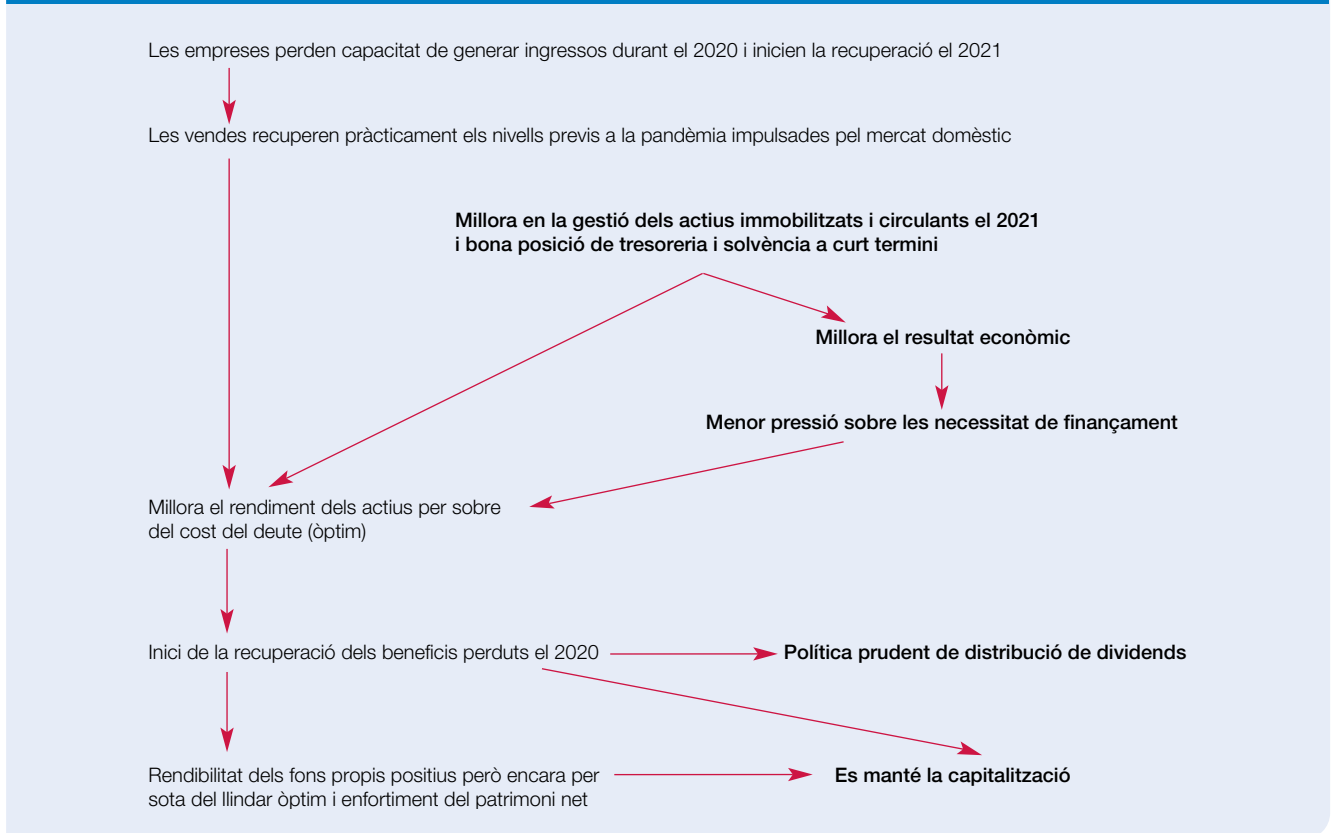 Les empreses perden capacitat de generar ingressos durant el 2020 i inicien la recuperació el 2021
Les vendes recuperen pràcticament els nivells previs a la pandèmia impulsades pel mercat domèstic
Millora en la gestió dels actius immobilitzats i circulants el 2021
i bona posició de tresoreria i solvència a curt termini
Millora el resultat econòmic
Menor pressió sobre les necessitat de finançament
Millora el rendiment dels actius per sobre
del cost del deute (òptim)
Inici de la recuperació dels beneficis perduts el 2020
Política prudent de distribució de dividends
Rendibilitat dels fons propis positius però encara per
sota del llindar òptim i enfortiment del patrimoni net
Es manté la capitalització